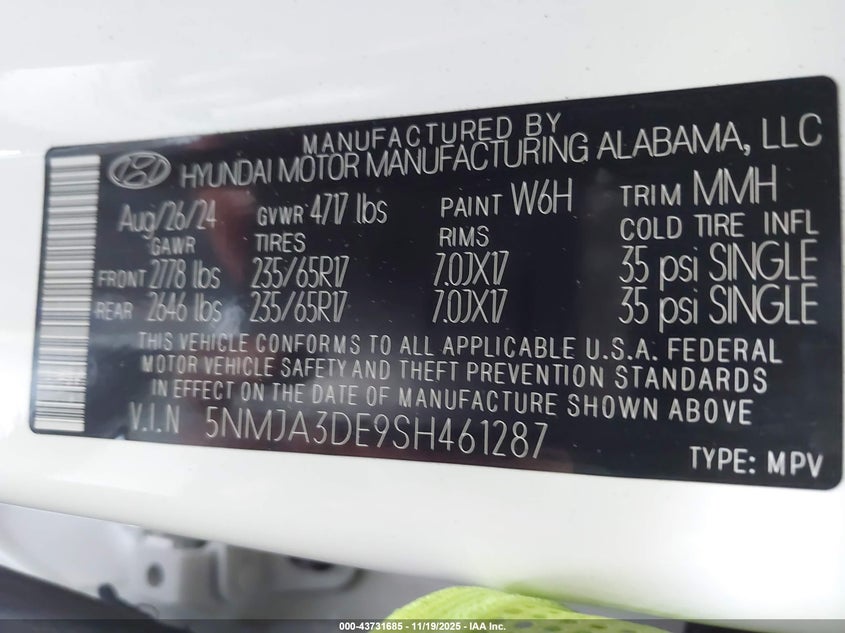 MANUFACTURED BY
HYUNDAI MOTOR MANUFACTURING ALABAMA, LLC
Aug/26/24 GVWR 4717 lbs PAINT W6H TRIM MMH
GAWR TIRES RIMS COLD TIRE INFL
FRONT 2778 lbs 235/65R17 7.0JX17 35 psi SINGLE
REAR 2646 lbs 235/65R17 7.0JX17 35 psi SINGLE
THIS VEHICLE CONFORMS TO ALL APPLICABLE U.S.A. FEDERAL
MOTOR VEHICLE SAFETY AND THEFT PREVENTION STANDARDS
IN EFFECT ON THE DATE OF MANUFACTURE SHOWN ABOVE
V.I.N 5NMJA3DE9SH461287
TYPE: MPV
000-43731685 - 11/19/2025 - IAA Inc.